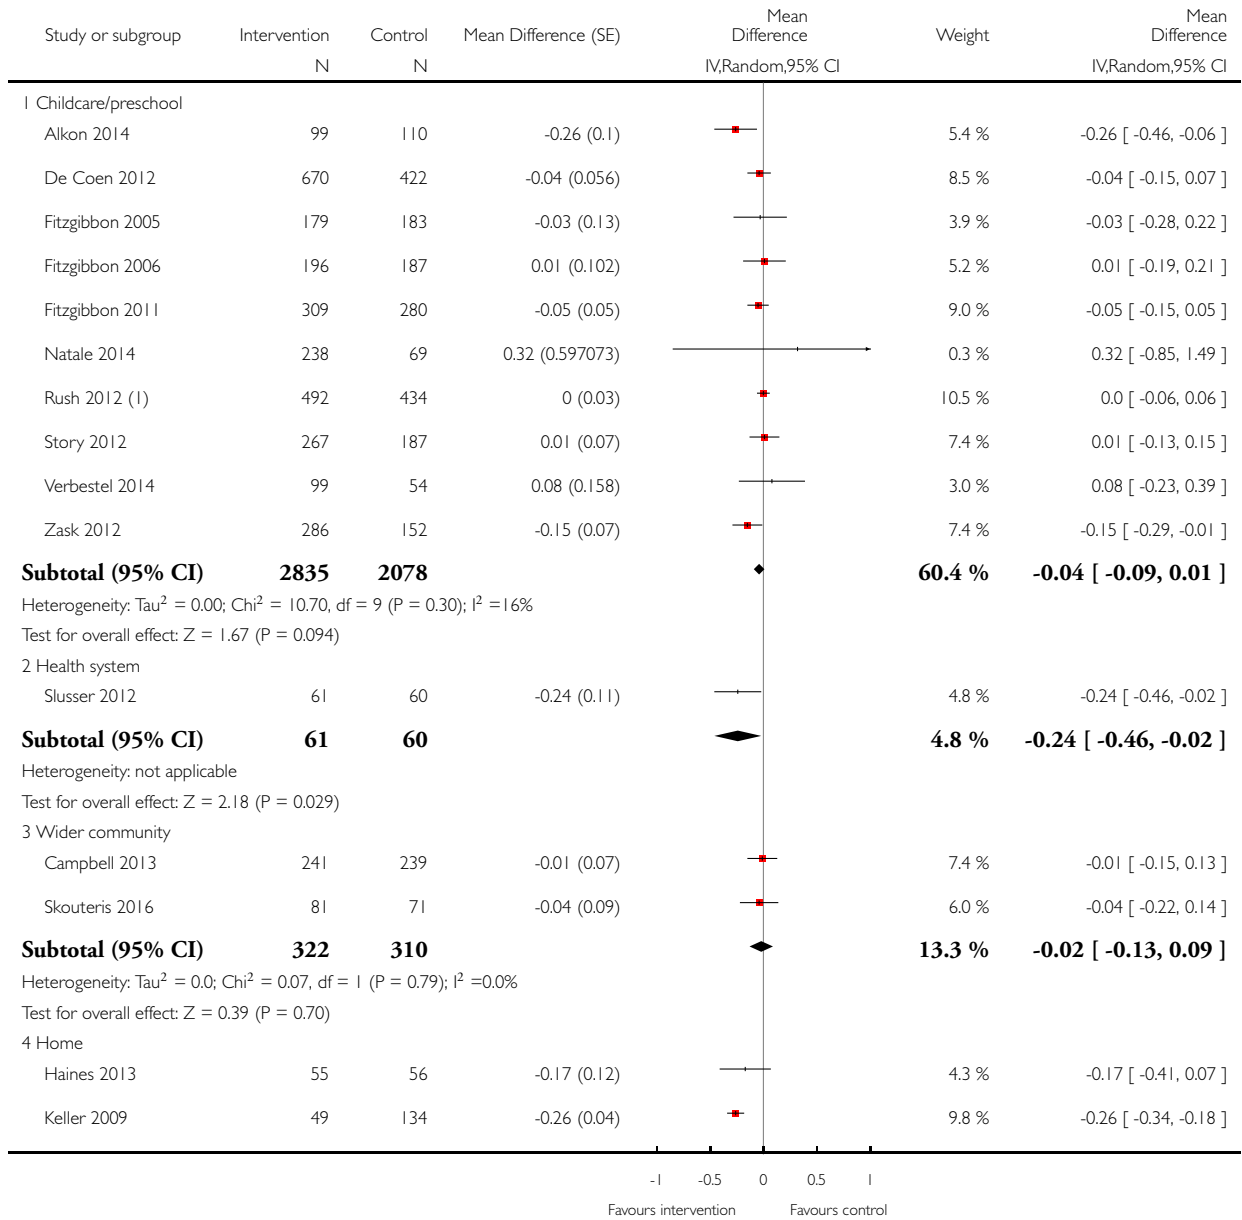 Study or subgroup Intervention Control Mean Difference (SE) Mean Difference Weight Mean Difference
N N IV,Random,95% CI IV,Random,95% CI
1 Childcare/preschool
Alkon 2014 99 110 -0.26 (0.1) 5.4 % -0.26 [ -0.46, -0.06 ]
De Coen 2012 670 422 -0.04 (0.056) 8.5 % -0.04 [ -0.15, 0.07 ]
Fitzgibbon 2005 179 183 -0.03 (0.13) 3.9 % -0.03 [ -0.28, 0.22 ]
Fitzgibbon 2006 196 187 0.01 (0.102) 5.2 % 0.01 [ -0.19, 0.21 ]
Fitzgibbon 2011 309 280 -0.05 (0.05) 9.0 % -0.05 [ -0.15, 0.05 ]
Natale 2014 238 69 0.32 (0.597073) 0.3 % 0.32 [ -0.85, 1.49 ]
Rush 2012 (1) 492 434 0 (0.03) 10.5 % 0.0 [ -0.06, 0.06 ]
Story 2012 267 187 0.01 (0.07) 7.4 % 0.01 [ -0.13, 0.15 ]
Verbestel 2014 99 54 0.08 (0.158) 3.0 % 0.08 [ -0.23, 0.39 ]
Zask 2012 286 152 -0.15 (0.07) 7.4 % -0.15 [ -0.29, -0.01 ]
Subtotal (95% CI) 2835 2078 60.4 % -0.04 [ -0.09, 0.01 ]
Heterogeneity: Tau² = 0.00; Chi² = 10.70, df = 9 (P = 0.30); I² =16%
Test for overall effect: Z = 1.67 (P = 0.094)
2 Health system
Slusser 2012 61 60 -0.24 (0.11) 4.8 % -0.24 [ -0.46, -0.02 ]
Subtotal (95% CI) 61 60 4.8 % -0.24 [ -0.46, -0.02 ]
Heterogeneity: not applicable
Test for overall effect: Z = 2.18 (P = 0.029)
3 Wider community
Campbell 2013 241 239 -0.01 (0.07) 7.4 % -0.01 [ -0.15, 0.13 ]
Skouteris 2016 81 71 -0.04 (0.09) 6.0 % -0.04 [ -0.22, 0.14 ]
Subtotal (95% CI) 322 310 13.3 % -0.02 [ -0.13, 0.09 ]
Heterogeneity: Tau² = 0.0; Chi² = 0.07, df = 1 (P = 0.79); I² =0.0%
Test for overall effect: Z = 0.39 (P = 0.70)
4 Home
Haines 2013 55 56 -0.17 (0.12) 4.3 % -0.17 [ -0.41, 0.07 ]
Keller 2009 49 134 -0.26 (0.04) 9.8 % -0.26 [ -0.34, -0.18 ]
-1 -0.5 0 0.5 1
Favours intervention Favours control